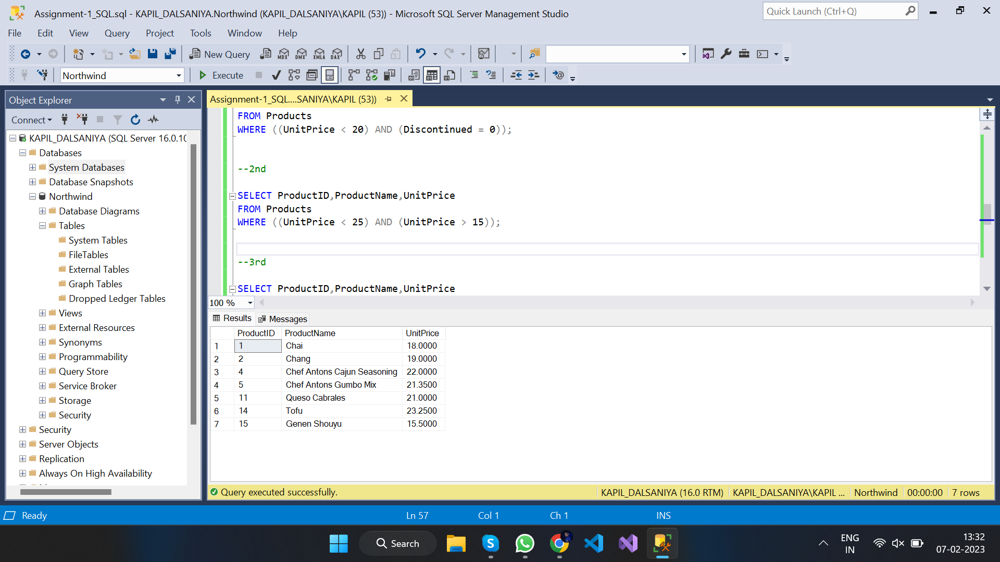 Assignment-1_SQL.sql - KAPIL_DALSANIYA.Northwind (KAPIL_DALSANIYA\KAPIL (53)) - Microsoft SQL Server Management Studio
Quick Launch (Ctrl+Q)
File Edit View Query Project Tools Window Help
New Query MDX DMX XMLA DAX
Northwind Execute
Object Explorer
Connect
KAPIL_DALSANIYA (SQL Server 16.0.10
Databases
System Databases
Database Snapshots
Northwind
Database Diagrams
Tables
System Tables
FileTables
External Tables
Graph Tables
Dropped Ledger Tables
Views
External Resources
Synonyms
Programmability
Query Store
Service Broker
Storage
Security
Security
Server Objects
Replication
Always On High Availability
Assignment-1_SQL....SANIYA\KAPIL (53))
FROM Products
WHERE ((UnitPrice < 20) AND (Discontinued = 0));
--2nd
SELECT ProductID,ProductName,UnitPrice
FROM Products
WHERE ((UnitPrice < 25) AND (UnitPrice > 15));
--3rd
SELECT ProductID,ProductName,UnitPrice
100 %
Results Messages
ProductID ProductName UnitPrice
1 1 Chai 18.0000
2 2 Chang 19.0000
3 4 Chef Antons Cajun Seasoning 22.0000
4 5 Chef Antons Gumbo Mix 21.3500
5 11 Queso Cabrales 21.0000
6 14 Tofu 23.2500
7 15 Genen Shouyu 15.5000
Query executed successfully. KAPIL_DALSANIYA (16.0 RTM) KAPIL_DALSANIYA\KAPIL ... Northwind 00:00:00 7 rows
Ready Ln 57 Col 1 Ch 1 INS
Search
ENG
IN
13:32
07-02-2023